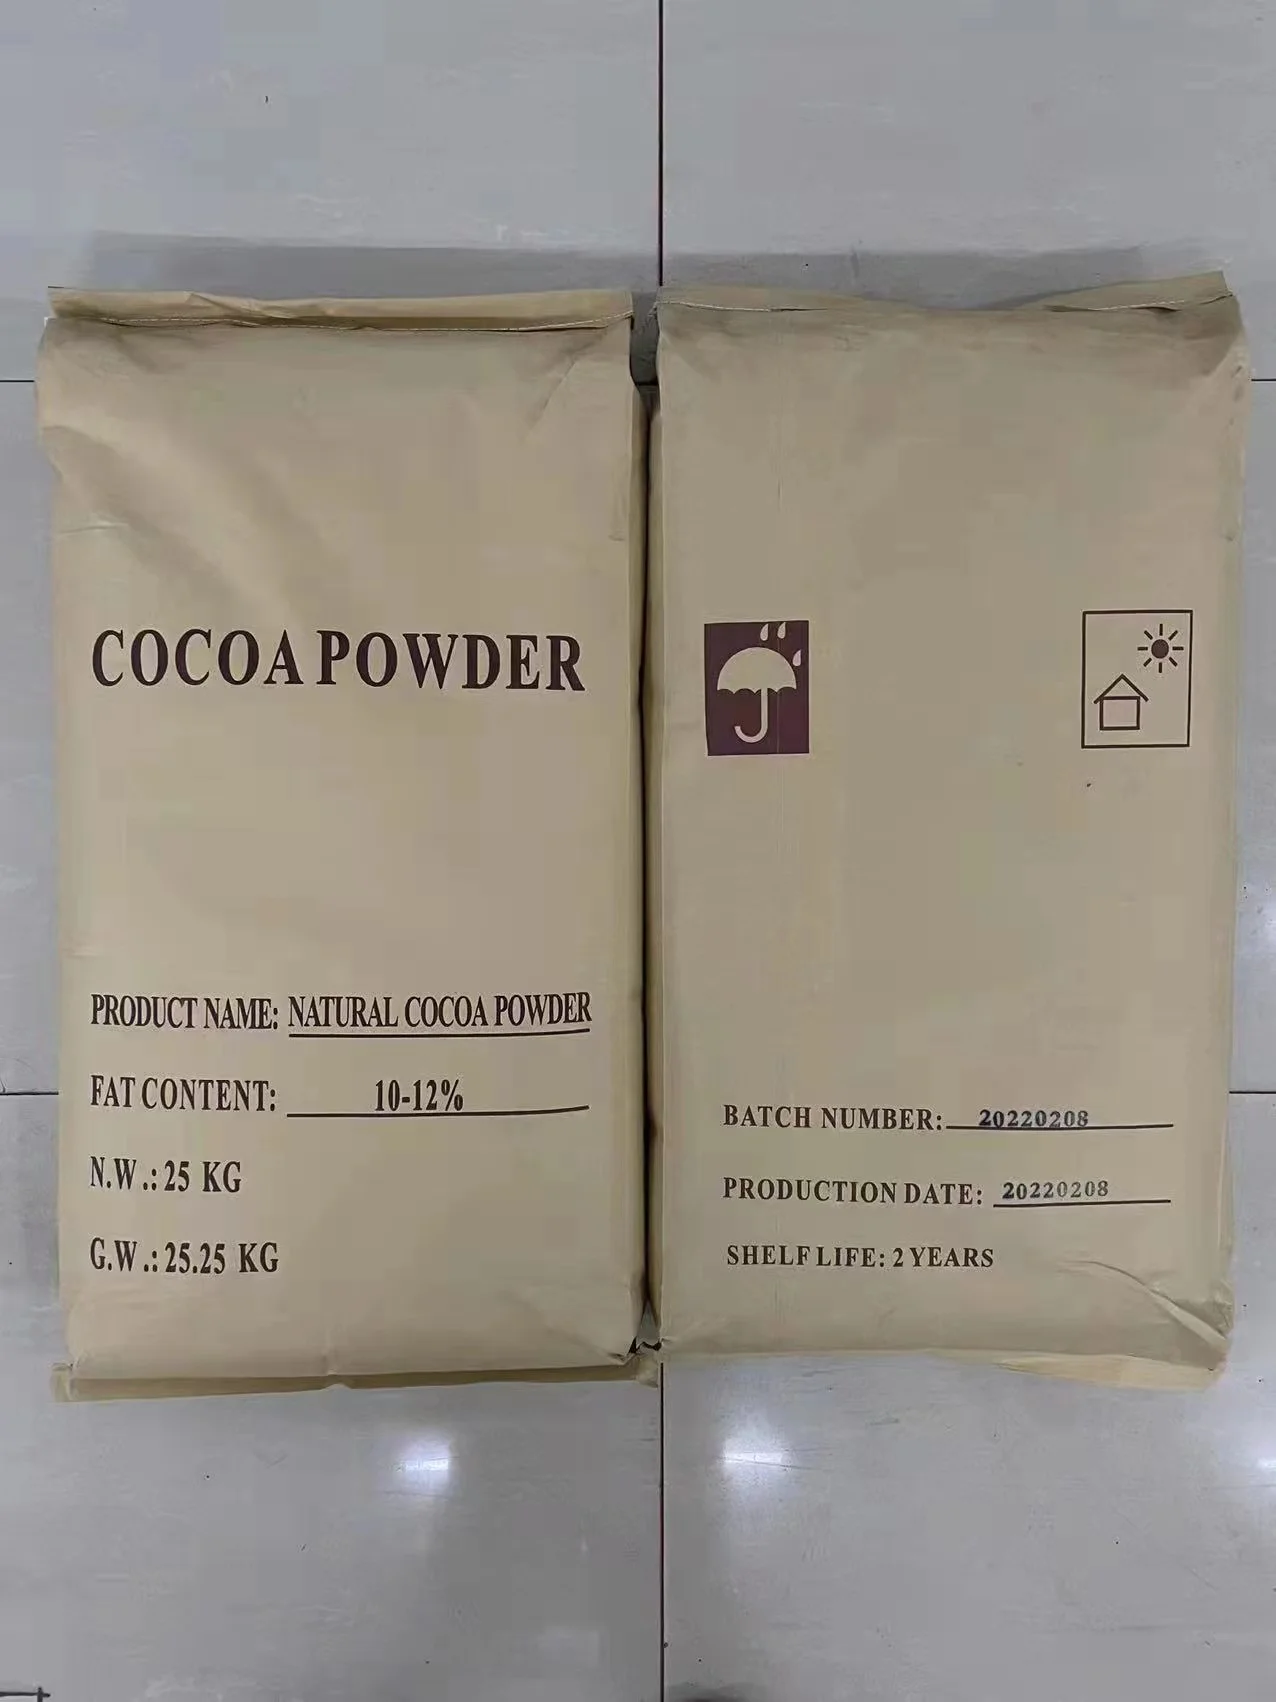 COCOA POWDER
PRODUCT NAME: NATURAL COCOA POWDER
FAT CONTENT: 10-12%
N.W.: 25 KG
G.W.: 25.25 KG
BATCH NUMBER: 20220208
PRODUCTION DATE: 20220208
SHELF LIFE: 2 YEARS